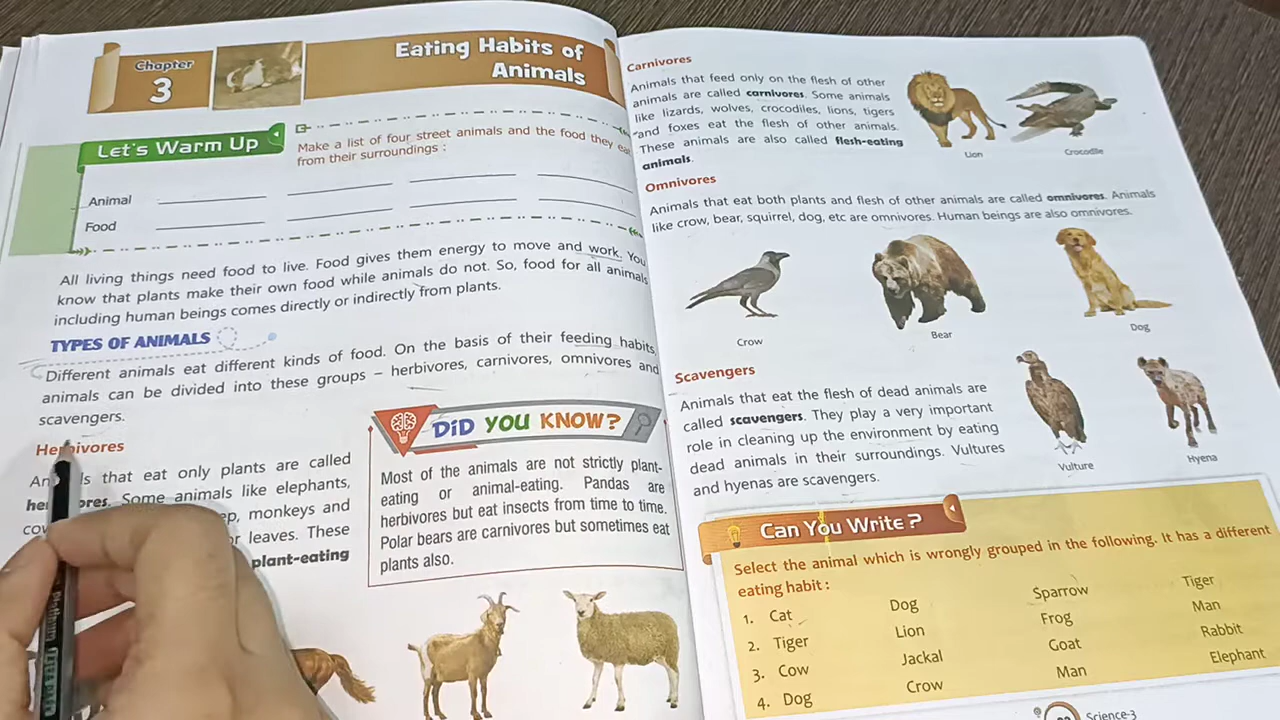 Chapter
3
Eating Habits of
Animals
Let's Warm Up
Make a list of four street animals and the food they eat
from their surroundings :
Animal
Food
All living things need food to live. Food gives them energy to move and work. You
know that plants make their own food while animals do not. So, food for all animals
including human beings comes directly or indirectly from plants.
TYPES OF ANIMALS
Different animals eat different kinds of food. On the basis of their feeding habits,
animals can be divided into these groups – herbivores, carnivores, omnivores and
scavengers.
Herbivores
that eat only plants are called
Some animals like elephants,
monkeys and
leaves. These
plant-eating
DiD YOU KNOW?
Most of the animals are not strictly plant-
eating or animal-eating. Pandas are
herbivores but eat insects from time to time.
Polar bears are carnivores but sometimes eat
plants also.
Carnivores
Animals that feed only on the flesh of other
animals are called carnivores. Some animals
like lizards, wolves, crocodiles, lions, tigers
and foxes eat the flesh of other animals.
These animals are also called flesh-eating
animals.
Lion
Crocodile
Omnivores
Animals that eat both plants and flesh of other animals are called omnivores. Animals
like crow, bear, squirrel, dog, etc are omnivores. Human beings are also omnivores.
Crow
Bear
Dog
Scavengers
Animals that eat the flesh of dead animals are
called scavengers. They play a very important
role in cleaning up the environment by eating
dead animals in their surroundings. Vultures
and hyenas are scavengers.
Vulture
Hyena
Can You Write ?
Select the animal which is wrongly grouped in the following. It has a different
eating habit :
1. Cat Dog Sparrow Tiger
2. Tiger Lion Frog Man
3. Cow Jackal Goat Rabbit
4. Dog Crow Man Elephant
Science-3